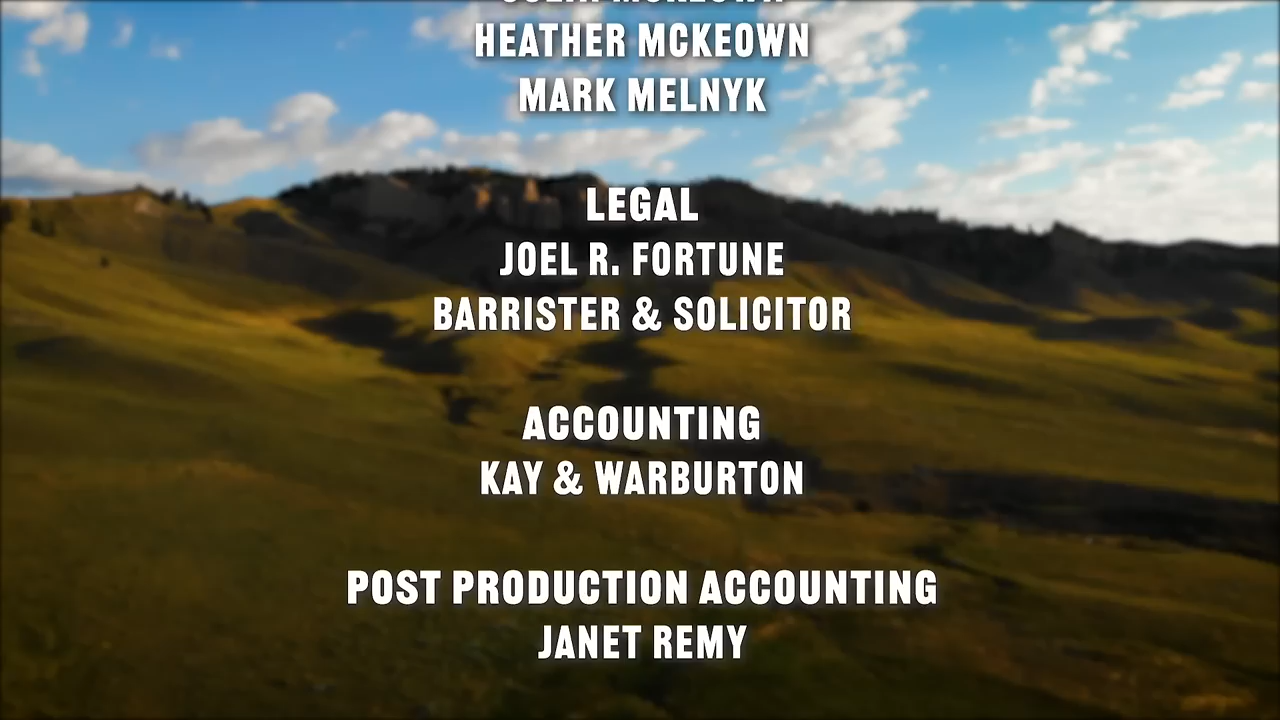 HEATHER MCKEOWN
MARK MELNYK
LEGAL
JOEL R. FORTUNE
BARRISTER & SOLICITOR
ACCOUNTING
KAY & WARBURTON
POST PRODUCTION ACCOUNTING
JANET REMY